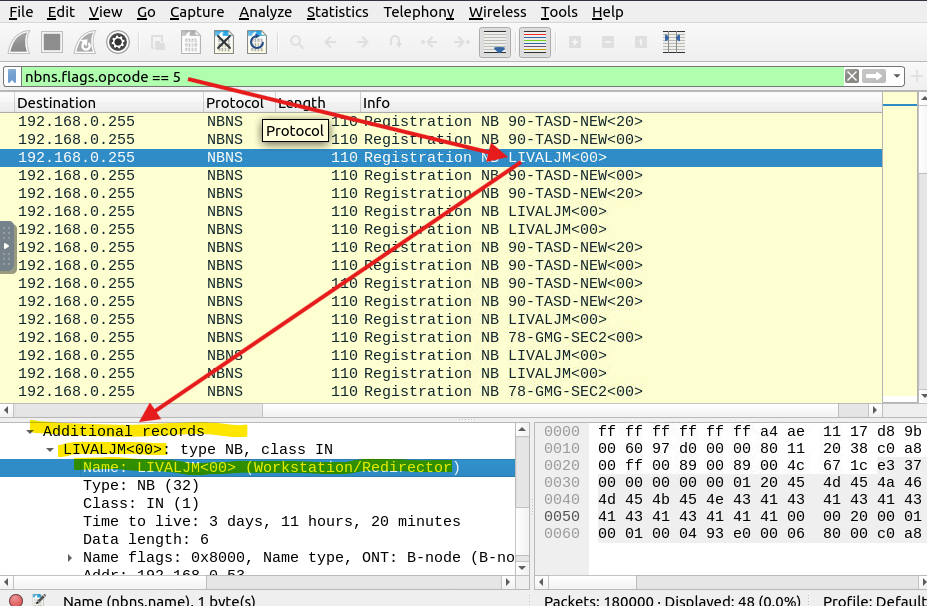 File Edit View Go Capture Analyze Statistics Telephony Wireless Tools Help
nbns.flags.opcode == 5
Destination Protocol Length Info
192.168.0.255 NBNS 110 Registration NB 90-TASD-NEW<20>
192.168.0.255 NBNS 110 Registration NB 90-TASD-NEW<00>
Protocol
192.168.0.255 NBNS 110 Registration NB LIVALJM<00>
192.168.0.255 NBNS 110 Registration NB 90-TASD-NEW<00>
192.168.0.255 NBNS 110 Registration NB 90-TASD-NEW<20>
192.168.0.255 NBNS 110 Registration NB LIVALJM<00>
192.168.0.255 NBNS 110 Registration NB LIVALJM<00>
192.168.0.255 NBNS 110 Registration NB 90-TASD-NEW<20>
192.168.0.255 NBNS 110 Registration NB 90-TASD-NEW<00>
192.168.0.255 NBNS 110 Registration NB 90-TASD-NEW<00>
192.168.0.255 NBNS 110 Registration NB 90-TASD-NEW<20>
192.168.0.255 NBNS 110 Registration NB LIVALJM<00>
192.168.0.255 NBNS 110 Registration NB 78-GMG-SEC2<00>
192.168.0.255 NBNS 110 Registration NB LIVALJM<00>
192.168.0.255 NBNS 110 Registration NB LIVALJM<00>
192.168.0.255 NBNS 110 Registration NB 78-GMG-SEC2<00>
Additional records
LIVALJM<00>: type NB, class IN
Name: LIVALJM<00> (Workstation/Redirector)
Type: NB (32)
Class: IN (1)
Time to live: 3 days, 11 hours, 20 minutes
Data length: 6
Name flags: 0x8000, Name type, ONT: B-node (B-no
Addr: 192.168.0.53
0000 ff ff ff ff ff ff a4 ae 11 17 d8 9b
0010 00 60 97 d0 00 00 80 11 20 38 c0 a8
0020 00 ff 00 89 00 89 00 4c 67 1c e3 37
0030 00 00 00 00 00 01 20 45 4d 45 4a 46
0040 4d 45 4b 45 4e 43 41 43 41 43 41 43
0050 41 43 41 43 41 41 41 00 00 20 00 01
0060 00 01 00 04 93 e0 00 06 80 00 c0 a8
Name (nbns.name), 1 byte(s)
Packets: 180000 · Displayed: 48 (0.0%)
Profile: Default